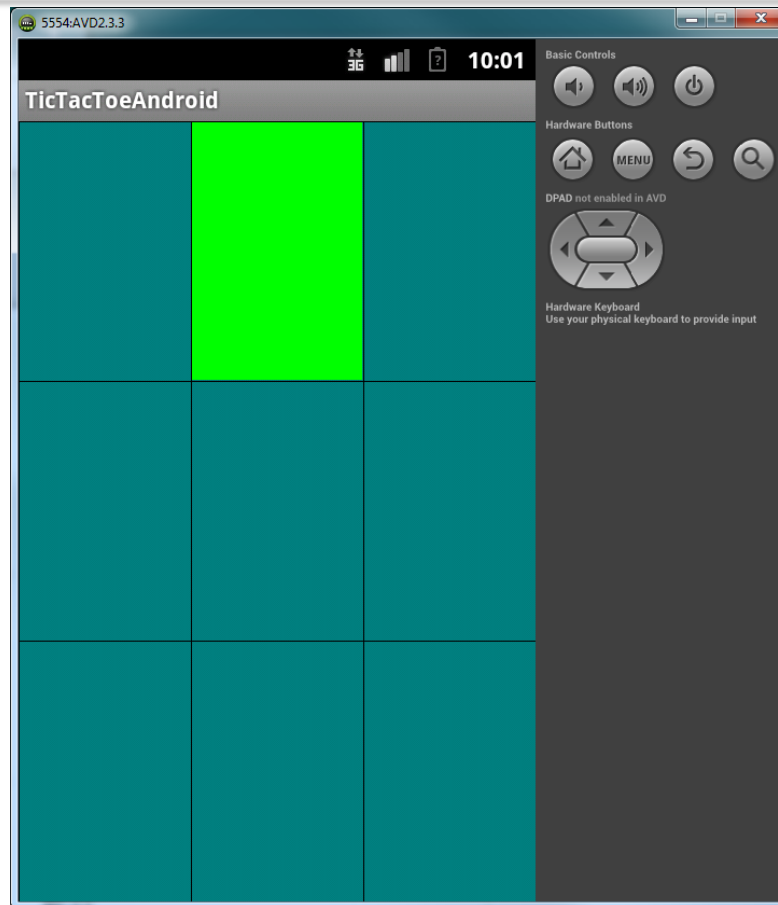 5554:AVD2.3.3
3G
?
10:01
Basic Controls
TicTacToeAndroid
Hardware Buttons
MENU
DPAD not enabled in AVD
Hardware Keyboard
Use your physical keyboard to provide input